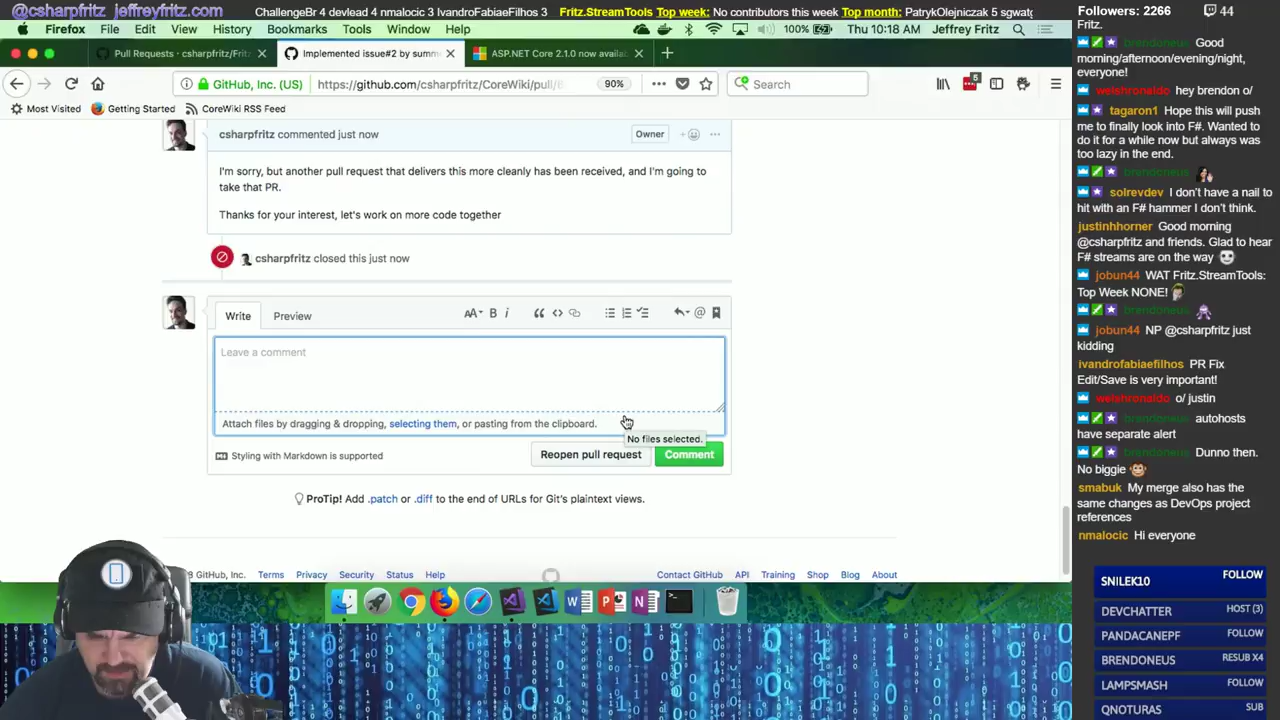 @csharpfritz
jeffreyfritz.com
ChallengeBr 4 dedead 4 nmalocic 3 IvandroFabiaeFilhos 3 Fritz.StreamTools Top week: No contributors this week Top month: PatrykOlejniczak 5 sgwatg
Followers: 2266
44
Firefox File Edit View History Bookmarks Tools Window Help
100% Thu 10:18 AM Jeffrey Fritz
Pull Requests · csharpfritz/Fritz
Implemented issue#2 by summ
ASP.NET Core 2.1.0 now availa
GitHub, Inc. (US)
https://github.com/csharpfritz/CoreWiki/pull/
90%
Search
Most Visited
Getting Started
CoreWiki RSS Feed
csharpfritz commented just now
Owner
I'm sorry, but another pull request that delivers this more cleanly has been received, and I'm going to
take that PR.
Thanks for your interest, let's work on more code together
csharpfritz closed this just now
Write
Preview
AA B i
Leave a comment
Attach files by dragging & dropping, selecting them, or pasting from the clipboard.
No files selected.
Styling with Markdown is supported
Reopen pull request
Comment
ProTip! Add .patch or .diff to the end of URLs for Git's plaintext views.
8 GitHub, Inc. Terms Privacy Security Status Help
Contact GitHub API Training Shop Blog About
Fritz.
brendoneus Good
morning/afternoon/evening/night,
everyone!
welshronaldo hey brendon o/
tagaron1 Hope this will push
me to finally look into F#. Wanted to
do it for a while now but always was
too lazy in the end.
brendoneus
solrevdev I don't have a nail to
hit with an F# hammer I don't think.
justinhhorner Good morning
@csharpfritz and friends. Glad to hear
F# streams are on the way
jobun44 WAT Fritz.StreamTools:
Top Week NONE!
brendoneus
jobun44 NP @csharpfritz just
kidding
ivandrofabiaefilhos PR Fix
Edit/Save is very important!
welshronaldo o/ justin
brendoneus autohosts
have separate alert
brendoneus Dunno then.
No biggie
smabuk My merge also has the
same changes as DevOps project
references
nmalocic Hi everyone
SNILEK10 FOLLOW
DEVCHATTER HOST (3)
PANDACANEPF FOLLOW
BRENDONEUS RESUB X4
LAMPSMASH FOLLOW
QNOTURAS SUB